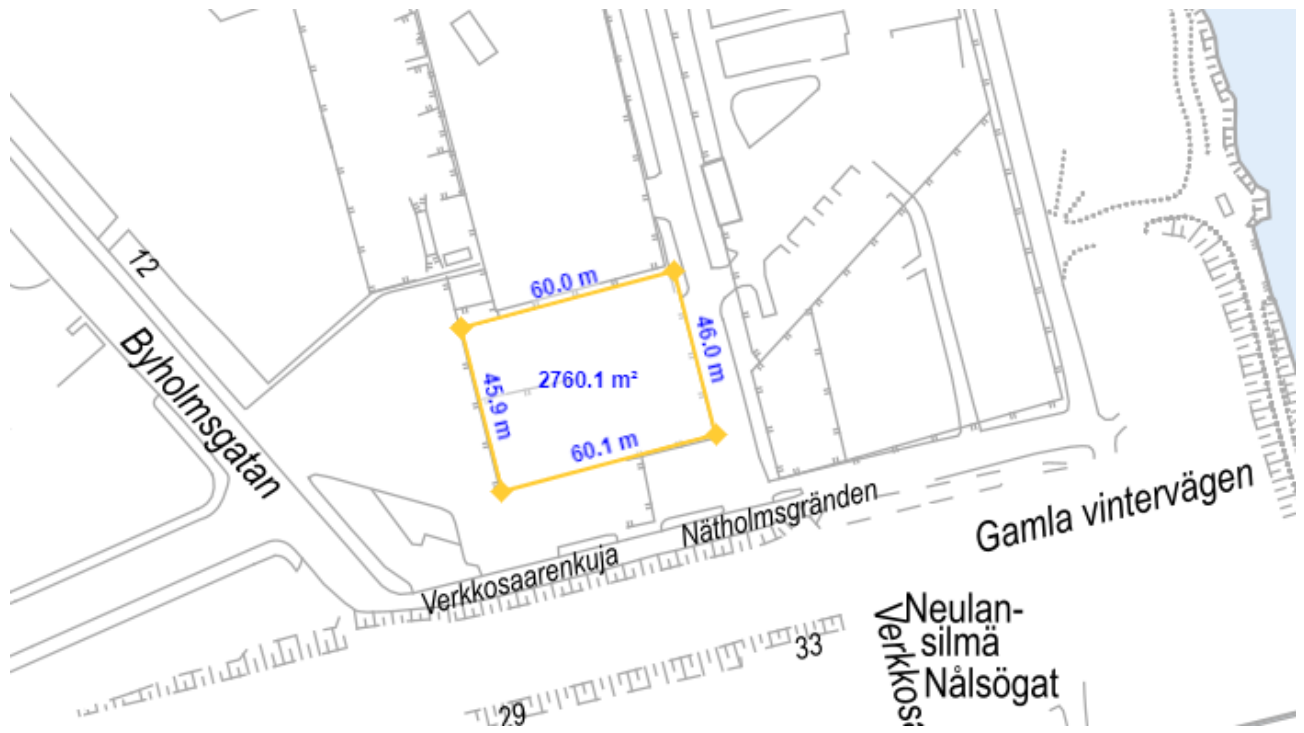 12
Byholmsgatan
60.0 m
46.0 m
45.9 m
2760.1 m²
60.1 m
Verkkosaarenkuja
Nätholmsgränden
Gamla vintervägen
Neulan-
silmä
Nålsögat
33
29